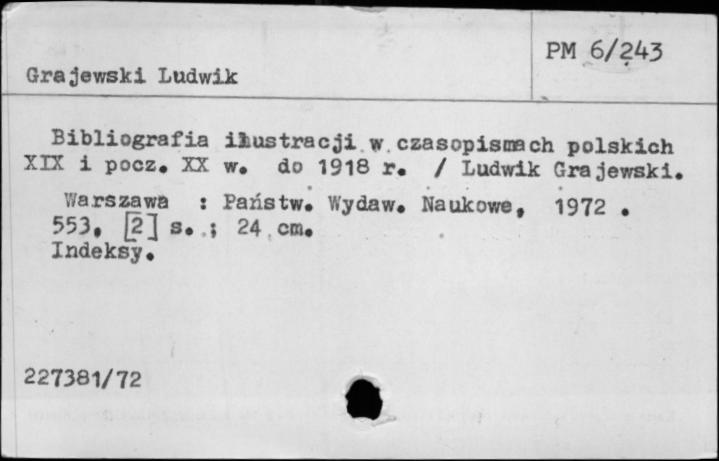 PM 6/243
Grajewski Ludwik
Bibliografia ilustracji w czasopismach polskich
XIX i pocz. XX w. do 1918 r. / Ludwik Grajewski.
Warszawa : Państw. Wydaw. Naukowe, 1972 .
553, [2] s. ; 24 cm.
Indeksy.
227381/72